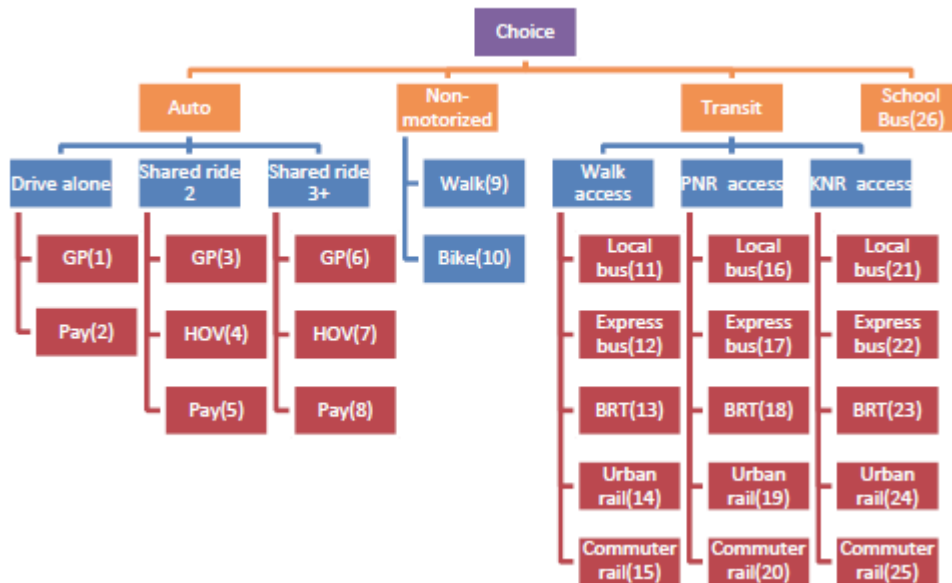 Choice
Auto
Non-
motorized
Transit
School
Bus(26)
Drive alone
Shared ride
2
Shared ride
3+
Walk(9)
Bike(10)
Walk
access
PNR access
KNR access
GP(1)
Pay(2)
GP(3)
HOV(4)
Pay(5)
GP(6)
HOV(7)
Pay(8)
Local
bus(11)
Express
bus(12)
BRT(13)
Urban
rail(14)
Commuter
rail(15)
Local
bus(16)
Express
bus(17)
BRT(18)
Urban
rail(19)
Commuter
rail(20)
Local
bus(21)
Express
bus(22)
BRT(23)
Urban
rail(24)
Commuter
rail(25)